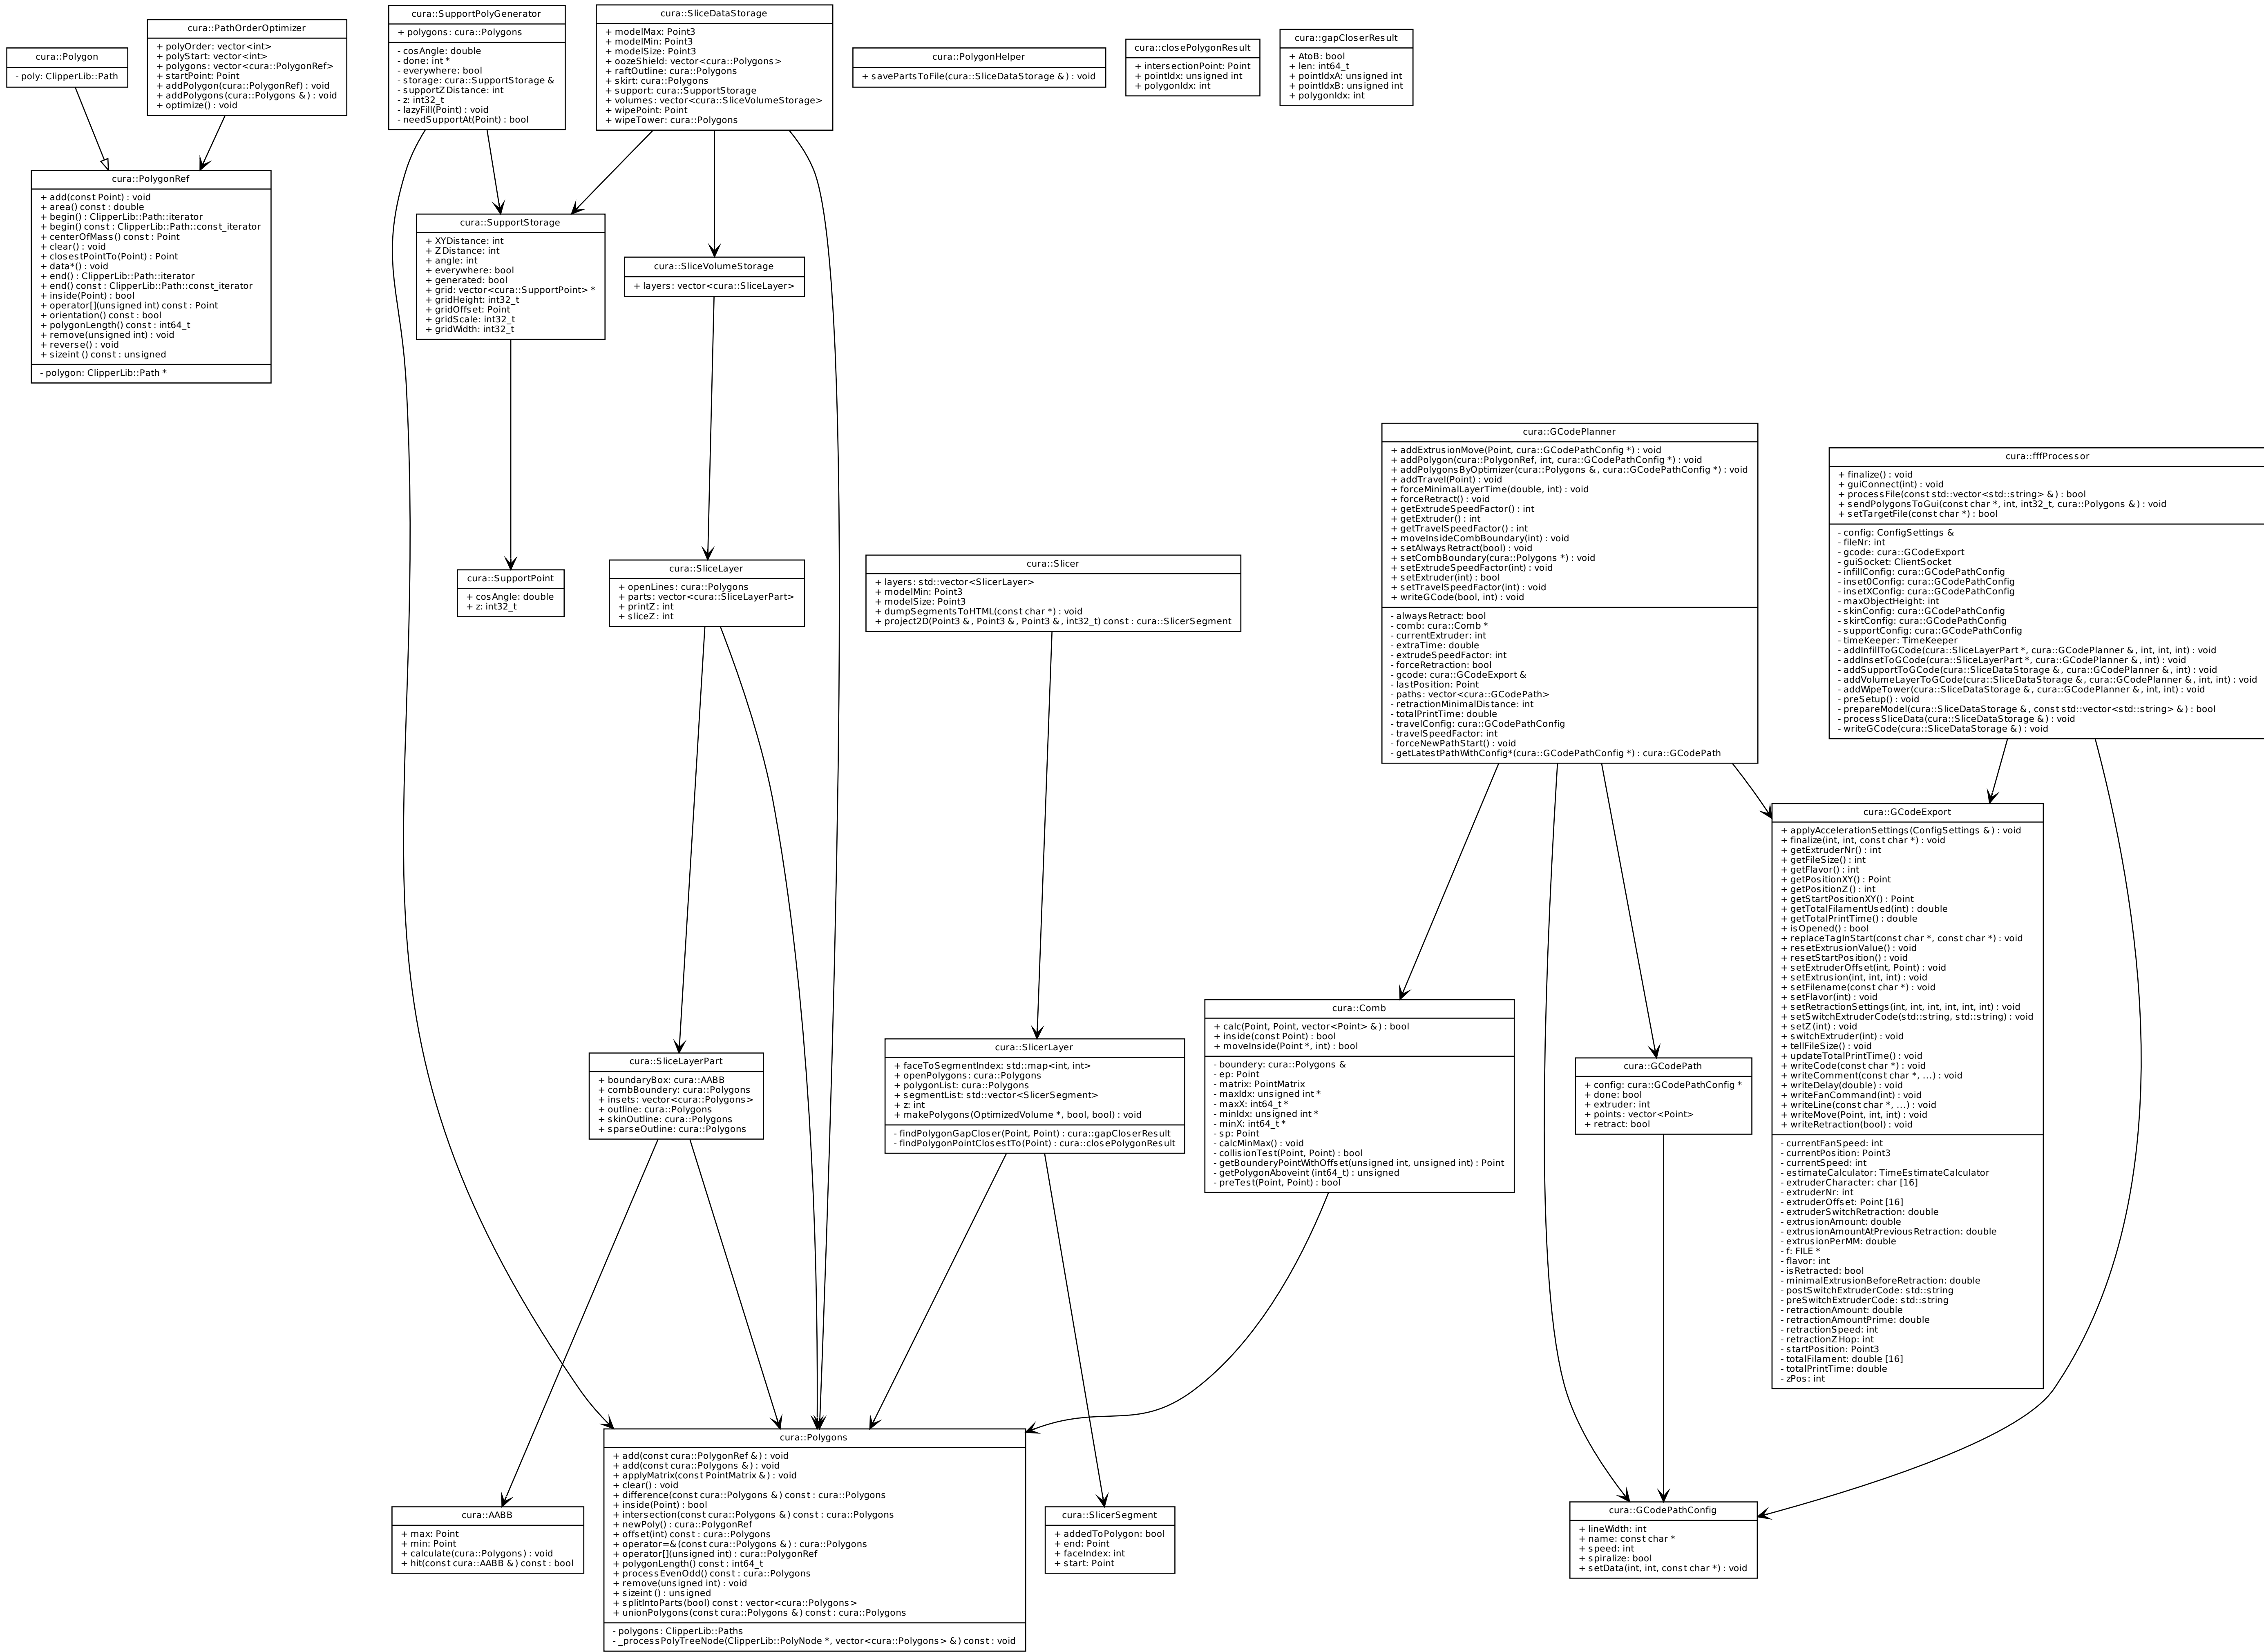 cura::Polygon
- poly: ClipperLib::Path
cura::PathOrderOptimizer
+ polyOrder: vector<int>
+ polyStart: vector<int>
+ polygons: vector<cura::PolygonRef>
+ startPoint: Point
+ addPolygon(cura::PolygonRef) : void
+ addPolygons(cura::Polygons &) : void
+ optimize() : void
cura::SupportPolyGenerator
+ polygons: cura::Polygons
- cosAngle: double
- done: int *
- everywhere: bool
- storage: cura::SupportStorage &
- supportZDistance: int
- z: int32_t
- lazyFill(Point) : void
- needSupportAt(Point) : bool
cura::SliceDataStorage
+ modelMax: Point3
+ modelMin: Point3
+ modelSize: Point3
+ oozeShield: vector<cura::Polygons>
+ raftOutline: cura::Polygons
+ skirt: cura::Polygons
+ support: cura::SupportStorage
+ volumes: vector<cura::SliceVolumeStorage>
+ wipePoint: Point
+ wipeTower: cura::Polygons
cura::PolygonHelper
+ savePartsToFile(cura::SliceDataStorage &) : void
cura::closePolygonResult
+ intersectionPoint: Point
+ pointIdx: unsigned int
+ polygonIdx: int
cura::gapCloserResult
+ AtoB: bool
+ len: int64_t
+ pointIdxA: unsigned int
+ pointIdxB: unsigned int
+ polygonIdx: int
cura::PolygonRef
+ add(const Point) : void
+ area() const : double
+ begin() : ClipperLib::Path::iterator
+ begin() const : ClipperLib::Path::const_iterator
+ centerOfMass() const : Point
+ clear() : void
+ closestPointTo(Point) : Point
+ data*() : void
+ end() : ClipperLib::Path::iterator
+ end() const : ClipperLib::Path::const_iterator
+ inside(Point) : bool
+ operator[](unsigned int) const : Point
+ orientation() const : bool
+ polygonLength() const : int64_t
+ remove(unsigned int) : void
+ reverse() : void
+ sizeint () const : unsigned
- polygon: ClipperLib::Path *
cura::SupportStorage
+ XYDistance: int
+ ZDistance: int
+ angle: int
+ everywhere: bool
+ generated: bool
+ grid: vector<cura::SupportPoint> *
+ gridHeight: int32_t
+ gridOffset: Point
+ gridScale: int32_t
+ gridWidth: int32_t
cura::SliceVolumeStorage
+ layers: vector<cura::SliceLayer>
cura::GCodePlanner
+ addExtrusionMove(Point, cura::GCodePathConfig *) : void
+ addPolygon(cura::PolygonRef, int, cura::GCodePathConfig *) : void
+ addPolygonsByOptimizer(cura::Polygons &, cura::GCodePathConfig *) : void
+ addTravel(Point) : void
+ forceMinimalLayerTime(double, int) : void
+ forceRetract() : void
+ getExtrudeSpeedFactor() : int
+ getExtruder() : int
+ getTravelSpeedFactor() : int
+ moveInsideCombBoundary(int) : void
+ setAlwaysRetract(bool) : void
+ setCombBoundary(cura::Polygons *) : void
+ setExtrudeSpeedFactor(int) : void
+ setExtruder(int) : bool
+ setTravelSpeedFactor(int) : void
+ writeGCode(bool, int) : void
- alwaysRetract: bool
- comb: cura::Comb *
- currentExtruder: int
- extraTime: double
- extrudeSpeedFactor: int
- forceRetraction: bool
- gcode: cura::GCodeExport &
- lastPosition: Point
- paths: vector<cura::GCodePath>
- retractionMinimalDistance: int
- totalPrintTime: double
- travelConfig: cura::GCodePathConfig
- travelSpeedFactor: int
- forceNewPathStart() : void
- getLatestPathWithConfig*(cura::GCodePathConfig *) : cura::GCodePath
cura::fffProcessor
+ finalize() : void
+ guiConnect(int) : void
+ processFile(const std::vector<std::string> &) : bool
+ sendPolygonsToGui(const char *, int, int32_t, cura::Polygons &) : void
+ setTargetFile(const char *) : bool
- config: ConfigSettings &
- fileNr: int
- gcode: cura::GCodeExport
- guiSocket: ClientSocket
- infillConfig: cura::GCodePathConfig
- inset0Config: cura::GCodePathConfig
- insetXConfig: cura::GCodePathConfig
- maxObjectHeight: int
- skinConfig: cura::GCodePathConfig
- skirtConfig: cura::GCodePathConfig
- supportConfig: cura::GCodePathConfig
- timeKeeper: TimeKeeper
- addInfillToGCode(cura::SliceLayerPart *, cura::GCodePlanner &, int, int, int) : void
- addInsetToGCode(cura::SliceLayerPart *, cura::GCodePlanner &, int) : void
- addSupportToGCode(cura::SliceDataStorage &, cura::GCodePlanner &, int) : void
- addVolumeLayerToGCode(cura::SliceDataStorage &, cura::GCodePlanner &, int, int) : void
- addWipeTower(cura::SliceDataStorage &, cura::GCodePlanner &, int, int) : void
- preSetup() : void
- prepareModel(cura::SliceDataStorage &, const std::vector<std::string> &) : bool
- processSliceData(cura::SliceDataStorage &) : void
- writeGCode(cura::SliceDataStorage &) : void
cura::SupportPoint
+ cosAngle: double
+ z: int32_t
cura::SliceLayer
+ openLines: cura::Polygons
+ parts: vector<cura::SliceLayerPart>
+ printZ: int
+ sliceZ: int
cura::Slicer
+ layers: std::vector<SlicerLayer>
+ modelMin: Point3
+ modelSize: Point3
+ dumpSegmentsToHTML(const char *) : void
+ project2D(Point3 &, Point3 &, Point3 &, int32_t) const : cura::SlicerSegment
cura::GCodeExport
+ applyAccelerationSettings(ConfigSettings &) : void
+ finalize(int, int, const char *) : void
+ getExtruderNr() : int
+ getFileSize() : int
+ getFlavor() : int
+ getPositionXY() : Point
+ getPositionZ() : int
+ getStartPositionXY() : Point
+ getTotalFilamentUsed(int) : double
+ getTotalPrintTime() : double
+ isOpened() : bool
+ replaceTagInStart(const char *, const char *) : void
+ resetExtrusionValue() : void
+ resetStartPosition() : void
+ setExtruderOffset(int, Point) : void
+ setExtrusion(int, int, int) : void
+ setFilename(const char *) : void
+ setFlavor(int) : void
+ setRetractionSettings(int, int, int, int, int, int) : void
+ setSwitchExtruderCode(std::string, std::string) : void
+ setZ(int) : void
+ switchExtruder(int) : void
+ tellFileSize() : void
+ updateTotalPrintTime() : void
+ writeCode(const char *) : void
+ writeComment(const char *, ...) : void
+ writeDelay(double) : void
+ writeFanCommand(int) : void
+ writeLine(const char *, ...) : void
+ writeMove(Point, int, int) : void
+ writeRetraction(bool) : void
- currentFanSpeed: int
- currentPosition: Point3
- currentSpeed: int
- estimateCalculator: TimeEstimateCalculator
- extruderCharacter: char [16]
- extruderNr: int
- extruderOffset: Point [16]
- extruderSwitchRetraction: double
- extrusionAmount: double
- extrusionAmountAtPreviousRetraction: double
- extrusionPerMM: double
- f: FILE *
- flavor: int
- isRetracted: bool
- minimalExtrusionBeforeRetraction: double
- postSwitchExtruderCode: std::string
- preSwitchExtruderCode: std::string
- retractionAmount: double
- retractionAmountPrime: double
- retractionSpeed: int
- retractionZHop: int
- startPosition: Point3
- totalFilament: double [16]
- totalPrintTime: double
- zPos: int
cura::SliceLayerPart
+ boundaryBox: cura::AABB
+ combBoundery: cura::Polygons
+ insets: vector<cura::Polygons>
+ outline: cura::Polygons
+ skinOutline: cura::Polygons
+ sparseOutline: cura::Polygons
cura::SlicerLayer
+ faceToSegmentIndex: std::map<int, int>
+ openPolygons: cura::Polygons
+ polygonList: cura::Polygons
+ segmentList: std::vector<SlicerSegment>
+ z: int
+ makePolygons(OptimizedVolume *, bool, bool) : void
- findPolygonGapCloser(Point, Point) : cura::gapCloserResult
- findPolygonPointClosestTo(Point) : cura::closePolygonResult
cura::Comb
+ calc(Point, Point, vector<Point> &) : bool
+ inside(const Point) : bool
+ moveInside(Point *, int) : bool
- boundery: cura::Polygons &
- ep: Point
- matrix: PointMatrix
- maxIdx: unsigned int *
- maxX: int64_t *
- minIdx: unsigned int *
- minX: int64_t *
- sp: Point
- calcMinMax() : void
- collisionTest(Point, Point) : bool
- getBounderyPointWithOffset(unsigned int, unsigned int) : Point
- getPolygonAboveint (int64_t) : unsigned
- preTest(Point, Point) : bool
cura::GCodePath
+ config: cura::GCodePathConfig *
+ done: bool
+ extruder: int
+ points: vector<Point>
+ retract: bool
cura::AABB
+ max: Point
+ min: Point
+ calculate(cura::Polygons) : void
+ hit(const cura::AABB &) const : bool
cura::Polygons
+ add(const cura::PolygonRef &) : void
+ add(const cura::Polygons &) : void
+ applyMatrix(const PointMatrix &) : void
+ clear() : void
+ difference(const cura::Polygons &) const : cura::Polygons
+ inside(Point) : bool
+ intersection(const cura::Polygons &) const : cura::Polygons
+ newPoly() : cura::PolygonRef
+ offset(int) const : cura::Polygons
+ operator=&(const cura::Polygons &) : cura::Polygons
+ operator[](unsigned int) : cura::PolygonRef
+ polygonLength() const : int64_t
+ processEvenOdd() const : cura::Polygons
+ remove(unsigned int) : void
+ sizeint () : unsigned
+ splitIntoParts(bool) const : vector<cura::Polygons>
+ unionPolygons(const cura::Polygons &) const : cura::Polygons
- polygons: ClipperLib::Paths
- _processPolyTreeNode(ClipperLib::PolyNode *, vector<cura::Polygons> &) const : void
cura::SlicerSegment
+ addedToPolygon: bool
+ end: Point
+ faceIndex: int
+ start: Point
cura::GCodePathConfig
+ lineWidth: int
+ name: const char *
+ speed: int
+ spiralize: bool
+ setData(int, int, const char *) : void